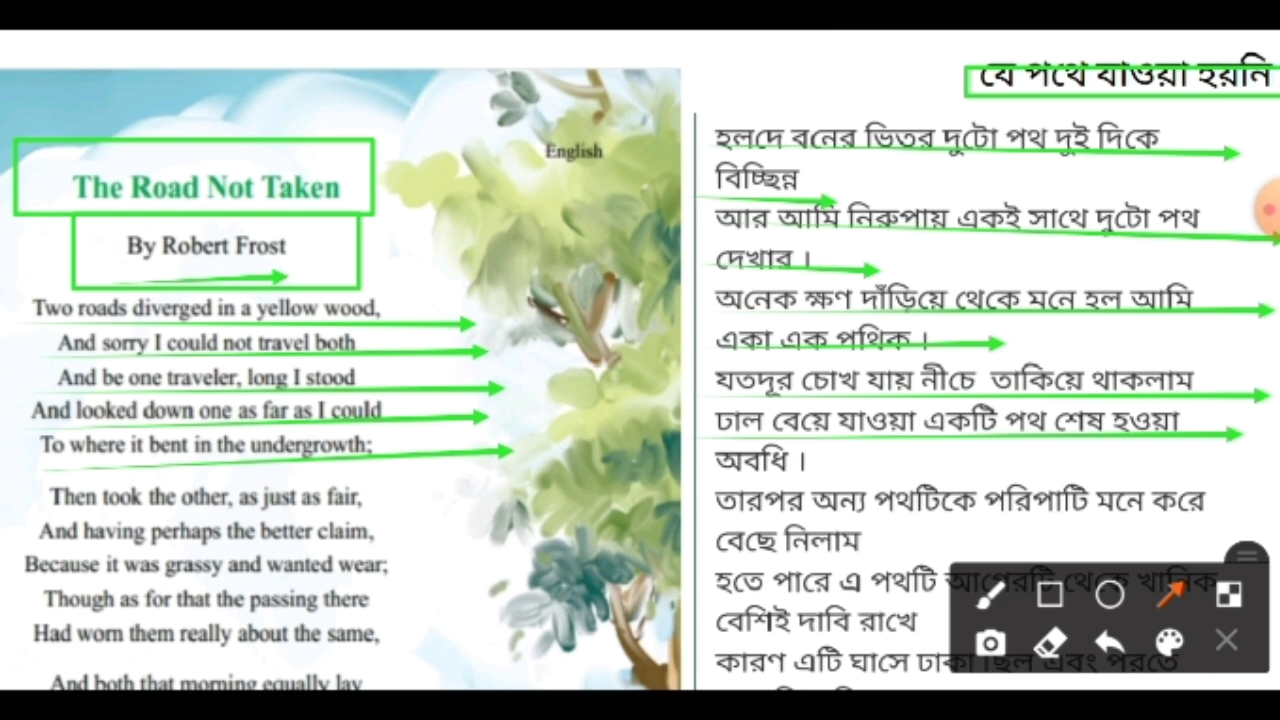 The Road Not Taken
By Robert Frost
English
Two roads diverged in a yellow wood,
And sorry I could not travel both
And be one traveler, long I stood
And looked down one as far as I could
To where it bent in the undergrowth;
Then took the other, as just as fair,
And having perhaps the better claim,
Because it was grassy and wanted wear;
Though as for that the passing there
Had worn them really about the same,
And both that morning equally lay
যে পথে যাওয়া হয়নি
হলদে বনের ভিতর দুটো পথ দুই দিকে
বিচ্ছিন্ন
আর আমি নিরুপায় একই সাথে দুটো পথ
দেখার ।
অনেক ক্ষণ দাঁড়িয়ে থেকে মনে হল আমি
একা এক পথিক ।
যতদূর চোখ যায় নীচে তাকিয়ে থাকলাম
ঢাল বেয়ে যাওয়া একটি পথ শেষ হওয়া
অবধি ।
তারপর অন্য পথটিকে পরিপাটি মনে করে
বেছে নিলাম
হতে পারে এ পথটি আগেরটি থেকে খানিক
বেশিই দাবি রাখে
কারণ এটি ঘাসে ঢাকা ছিল এবং পরতে